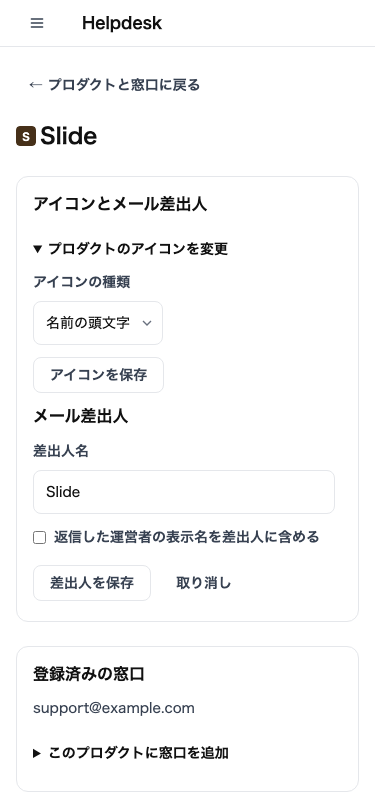 Helpdesk
← プロダクトと窓口に戻る
S Slide
アイコンとメール差出人
▼ プロダクトのアイコンを変更
アイコンの種類
名前の頭文字
アイコンを保存
メール差出人
差出人名
Slide
返信した運営者の表示名を差出人に含める
差出人を保存 取り消し
登録済みの窓口
support@example.com
▶ このプロダクトに窓口を追加